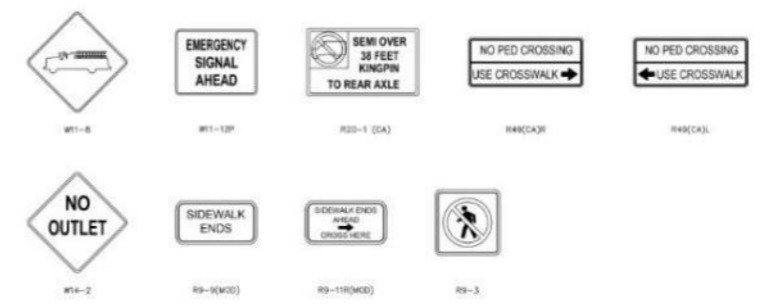 EMERGENCY
SIGNAL
AHEAD
SEMI OVER
38 FEET
KINGPIN
TO REAR AXLE
NO PED CROSSING
USE CROSSWALK →
NO PED CROSSING
← USE CROSSWALK
W11-8
W11-12P
R20-1 (CA)
R49(CA)R
R49(CA)L
NO
OUTLET
SIDEWALK
ENDS
SIDEWALK ENDS
AHEAD
→
CROSS HERE
W14-2
R9-9(MOD)
R9-11R(MOD)
R9-3